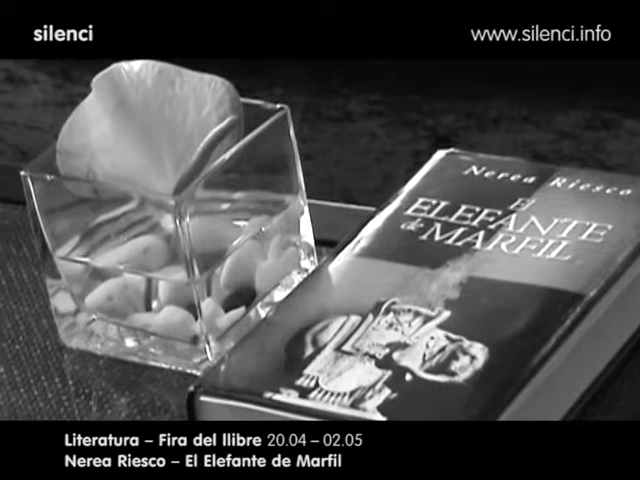 silenci
www.silenci.info
Nerea Riesco
El
ELEFANTE
de MARFIL
Literatura – Fira del llibre 20.04 – 02.05
Nerea Riesco – El Elefante de Marfil